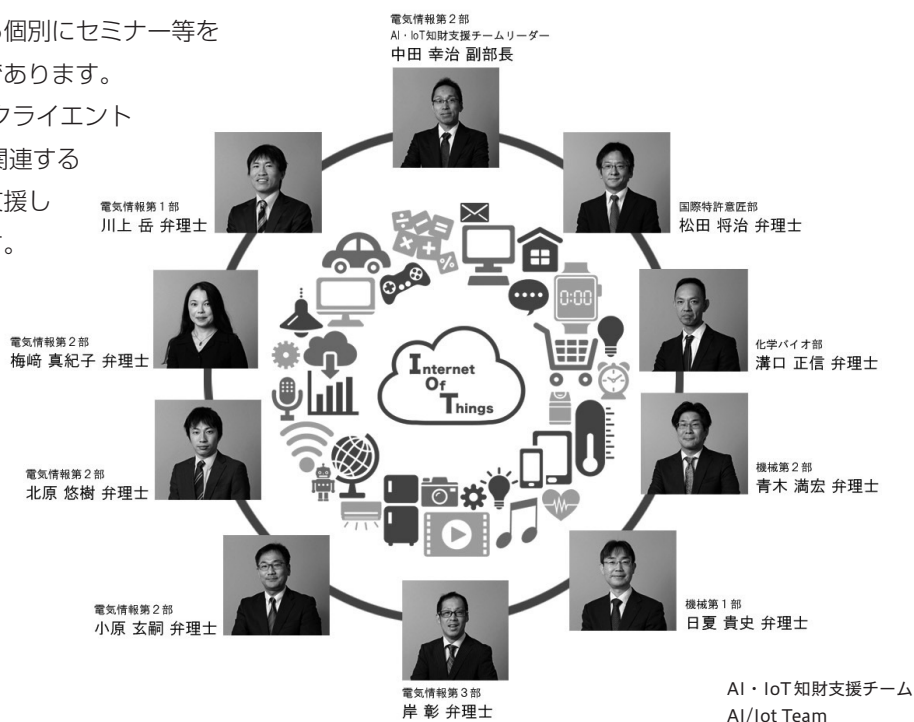 個別にセミナー等を
であります。
クライエント
関連する
支援し
。
電気情報第2部
AI・IoT知財支援チームリーダー
中田 幸治 副部長
電気情報第1部
川上 岳 弁理士
国際特許意匠部
松田 将治 弁理士
電気情報第2部
梅﨑 真紀子 弁理士
化学バイオ部
溝口 正信 弁理士
電気情報第2部
北原 悠樹 弁理士
機械第2部
青木 満宏 弁理士
電気情報第2部
小原 玄嗣 弁理士
機械第1部
日夏 貴史 弁理士
電気情報第3部
岸 彰 弁理士
0:00
Internet
Of
Things
AI・IoT知財支援チーム
AI/Iot Team